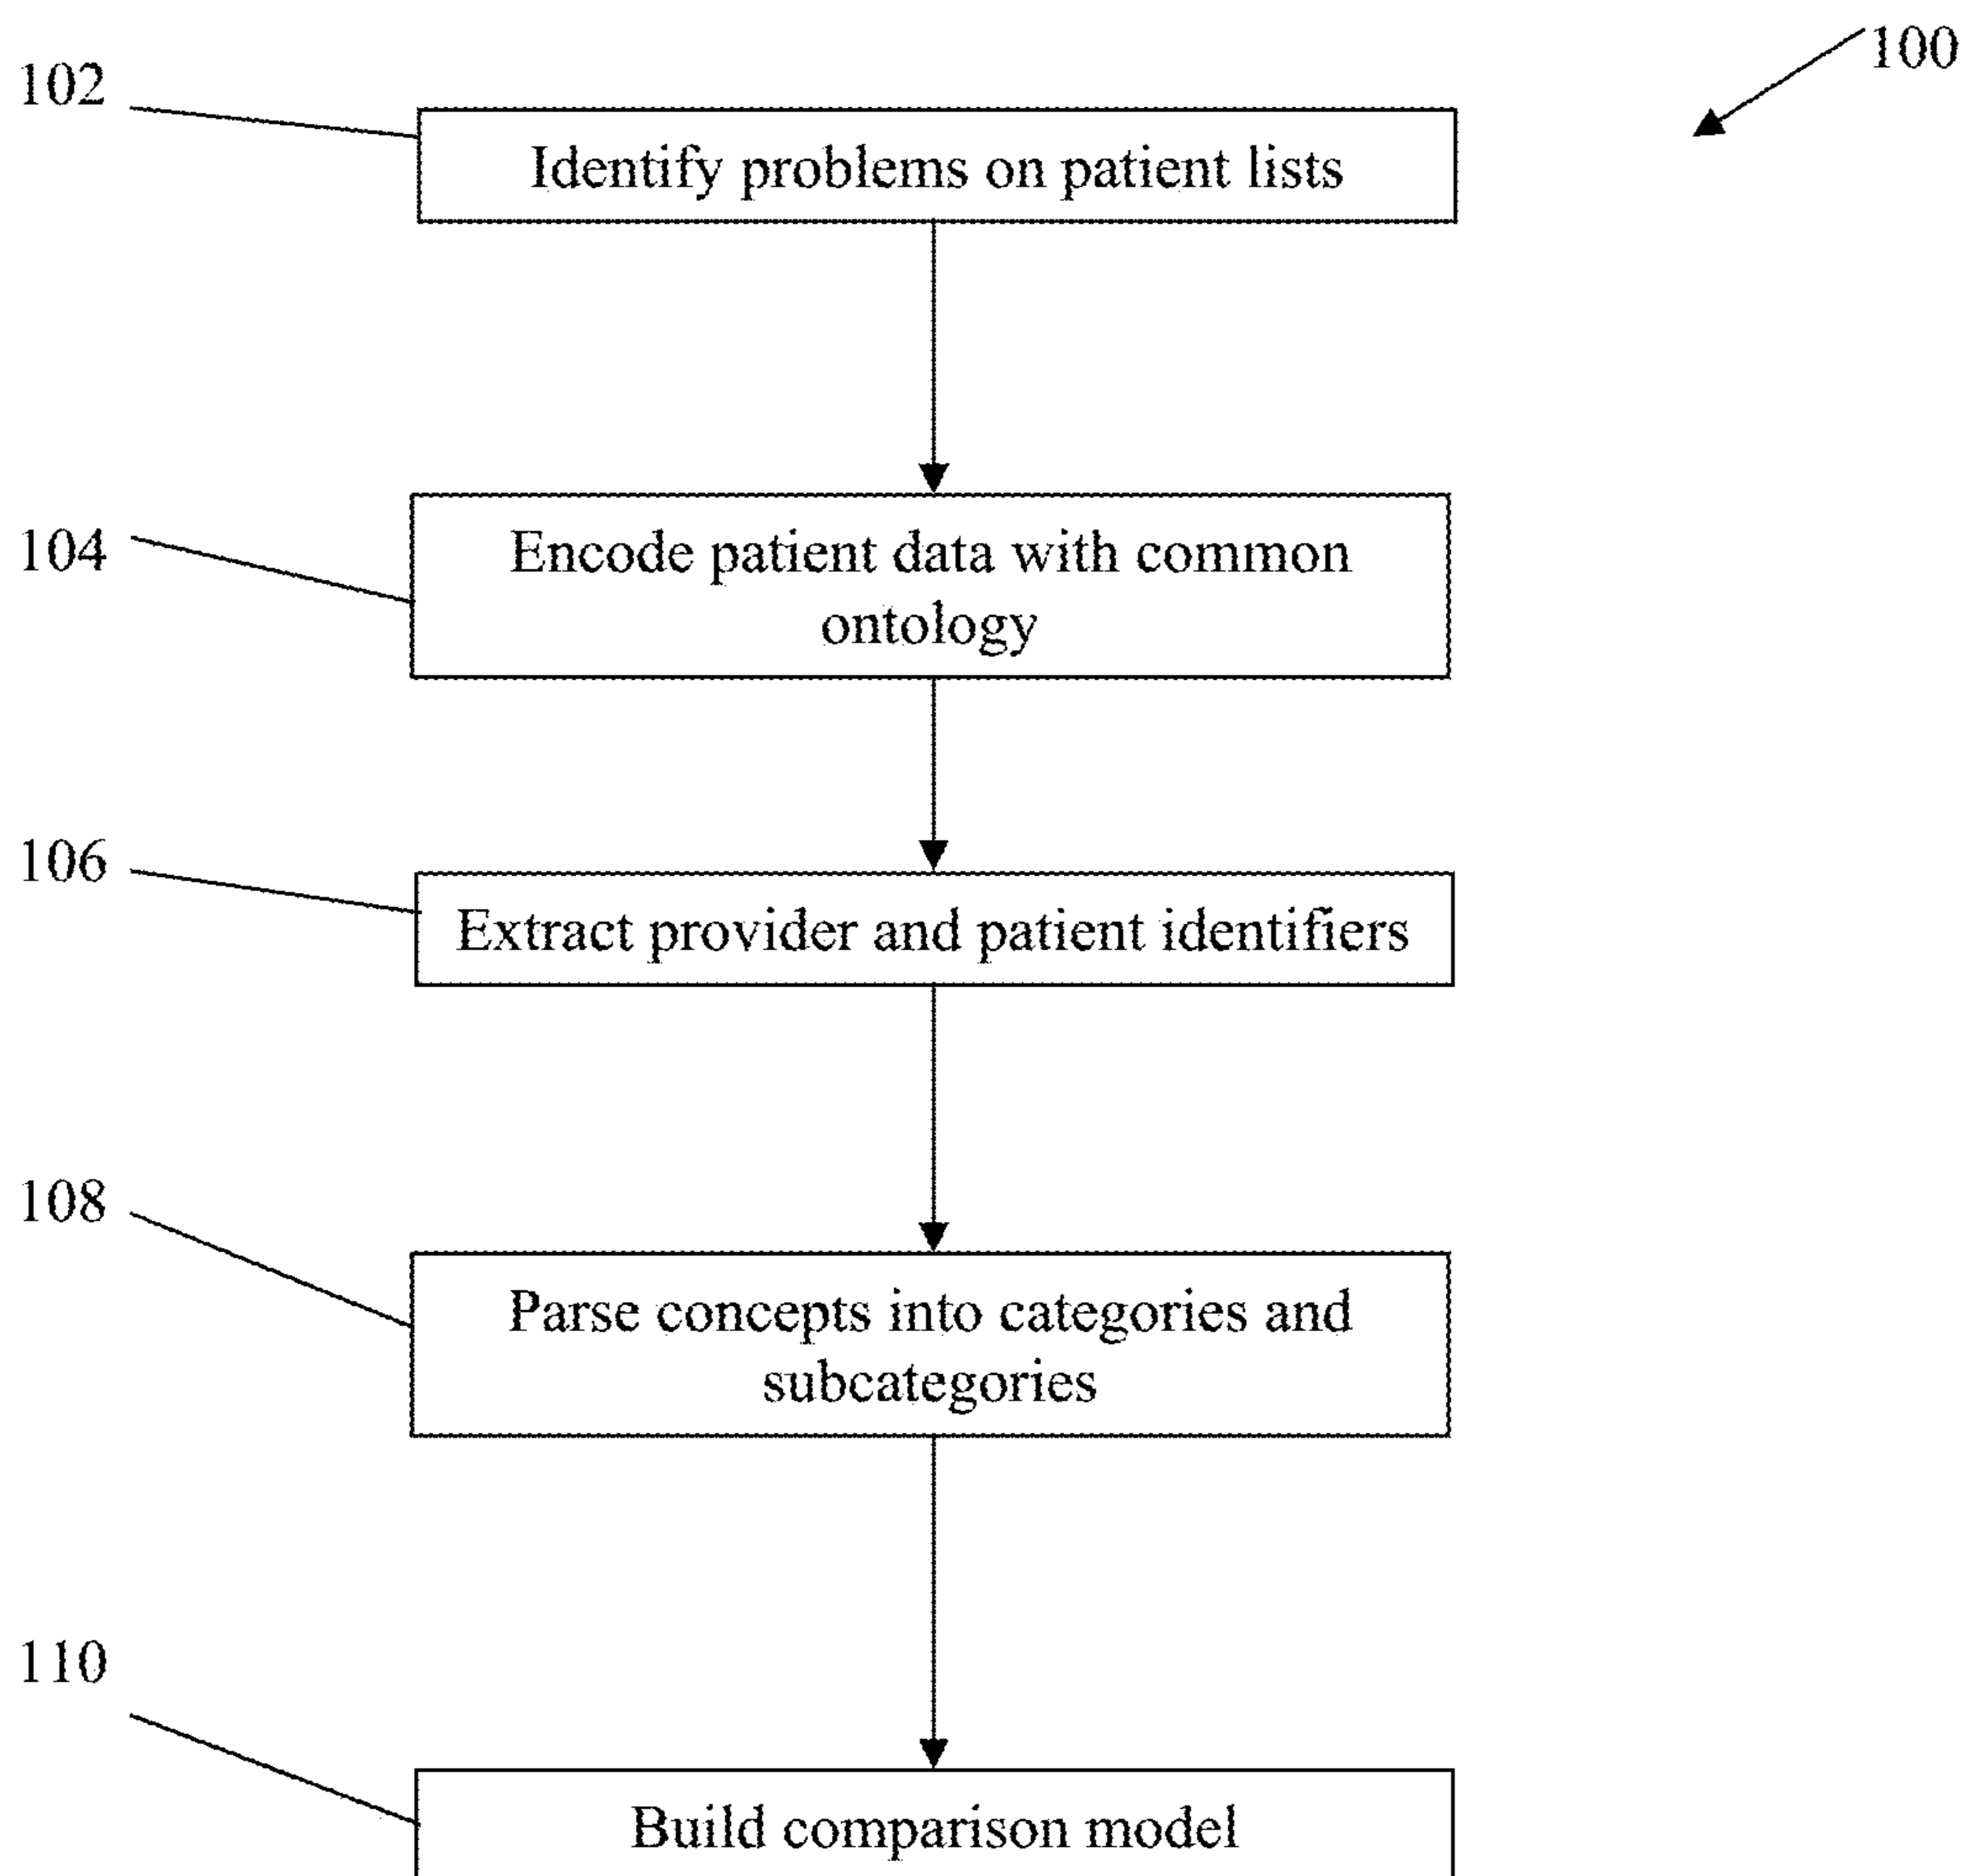 100
102
Identify problems on patient lists
104
Encode patient data with common
ontology
106
Extract provider and patient identifiers
108
Parse concepts into categories and
subcategories
110
Build comparison model